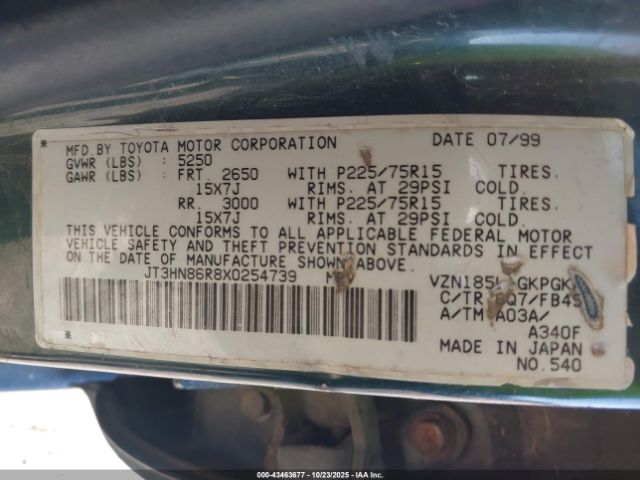 MFD BY TOYOTA MOTOR CORPORATION DATE 07/99
GVWR (LBS) : 5250
GAWR (LBS) : FRT. 2650 WITH P225/75R15 TIRES.
15X7J RIMS. AT 29PSI COLD.
RR. 3000 WITH P225/75R15 TIRES.
15X7J RIMS. AT 29PSI COLD.
THIS VEHICLE CONFORMS TO ALL APPLICABLE FEDERAL MOTOR
VEHICLE SAFETY AND THEFT PREVENTION STANDARDS IN EFFECT
ON THE DATE OF MANUFACTURE SHOWN ABOVE.
JT3HN86R8X0254739
C/TR
A/TM A03A/
A340F
MADE IN JAPAN
NO.540
000-43463677 | 10/23/2025 | IAA Inc.